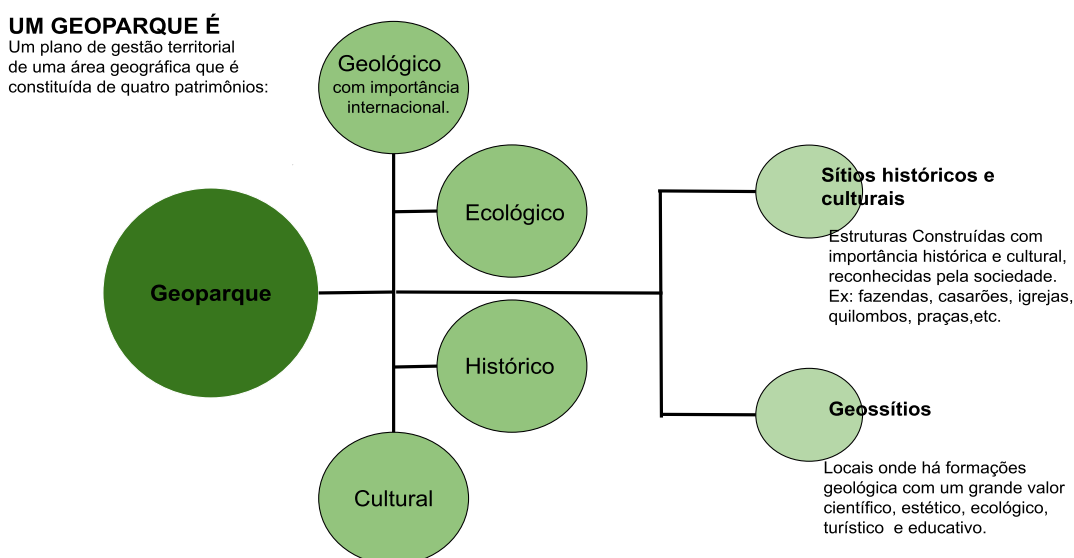 UM GEOPARQUE É
Um plano de gestão territorial
de uma área geográfica que é
constituída de quatro patrimônios:
Geológico
com importância
internacional.
Ecológico
Geoparque
Histórico
Cultural
Sítios históricos e
culturais
Estruturas Construídas com
importância histórica e cultural,
reconhecidas pela sociedade.
Ex: fazendas, casarões, igrejas,
quilombos, praças,etc.
Geossítios
Locais onde há formações
geológica com um grande valor
científico, estético, ecológico,
turístico e educativo.